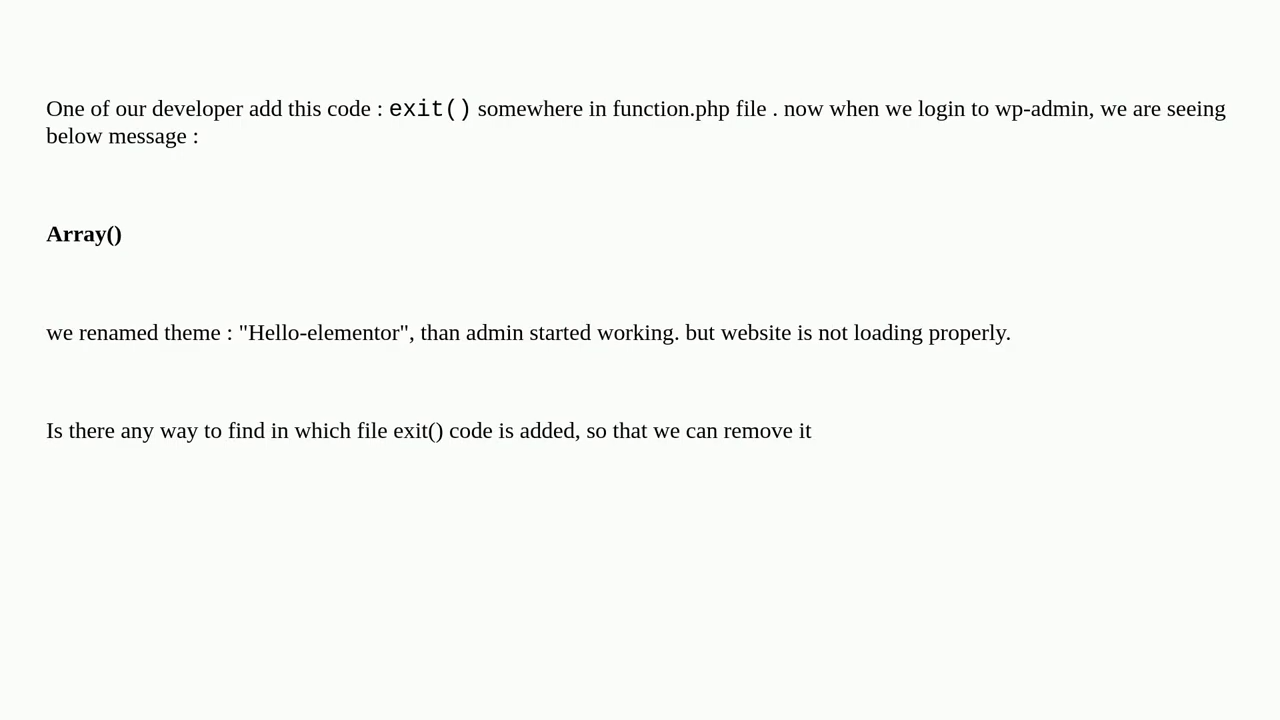 One of our developer add this code : exit() somewhere in function.php file . now when we login to wp-admin, we are seeing
below message :
Array()
we renamed theme : "Hello-elementor", than admin started working. but website is not loading properly.
Is there any way to find in which file exit() code is added, so that we can remove it